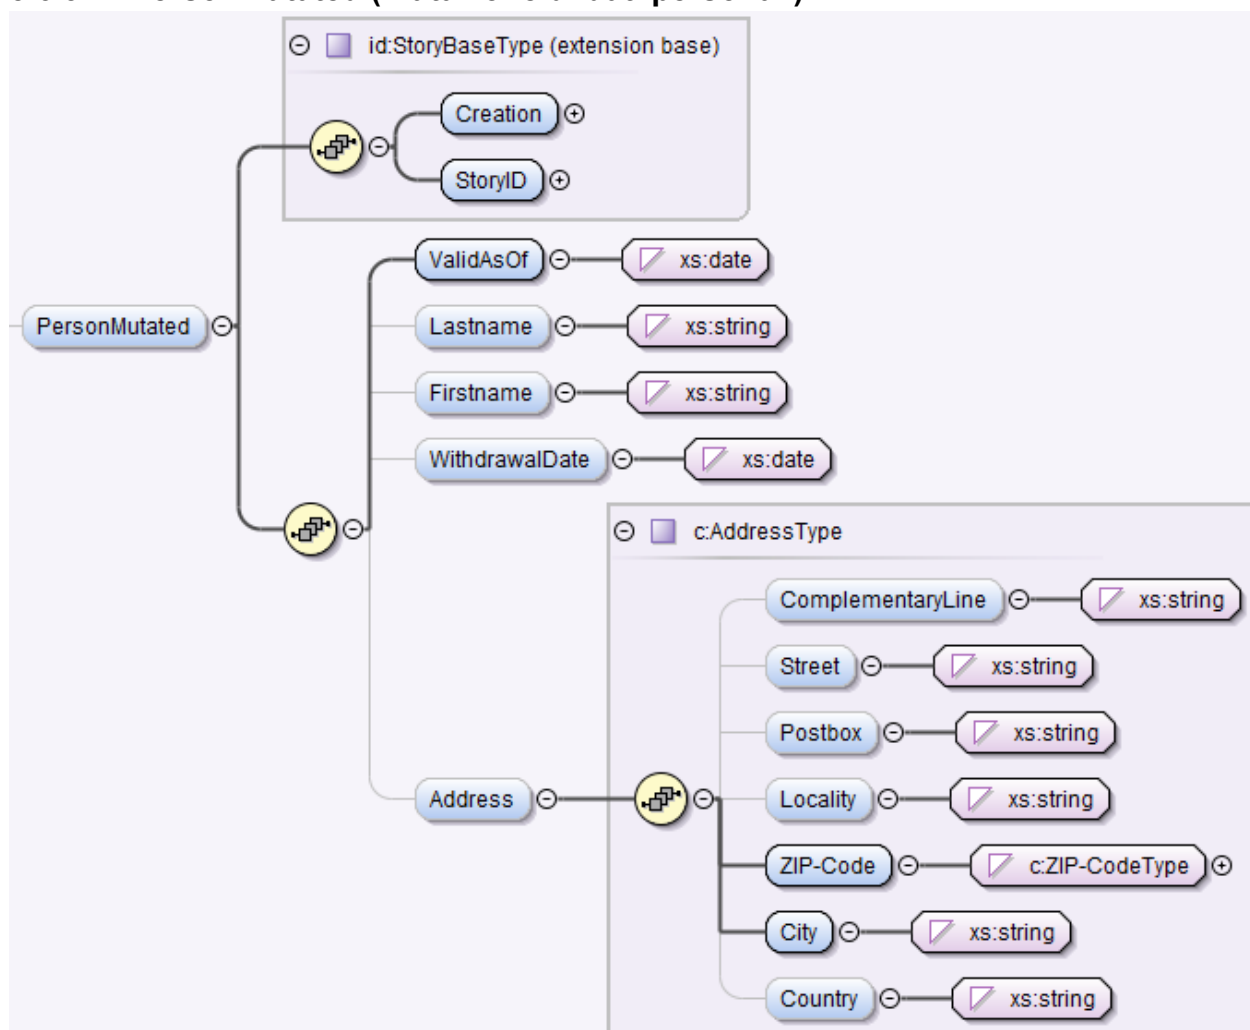 id:StoryBaseType (extension base)
Creation
StoryID
ValidAsOf xs:date
PersonMutated
Lastname xs:string
Firstname xs:string
WithdrawalDate xs:date
c:AddressType
ComplementaryLine xs:string
Street xs:string
Postbox xs:string
Address
Locality xs:string
ZIP-Code c:ZIP-CodeType
City xs:string
Country xs:string